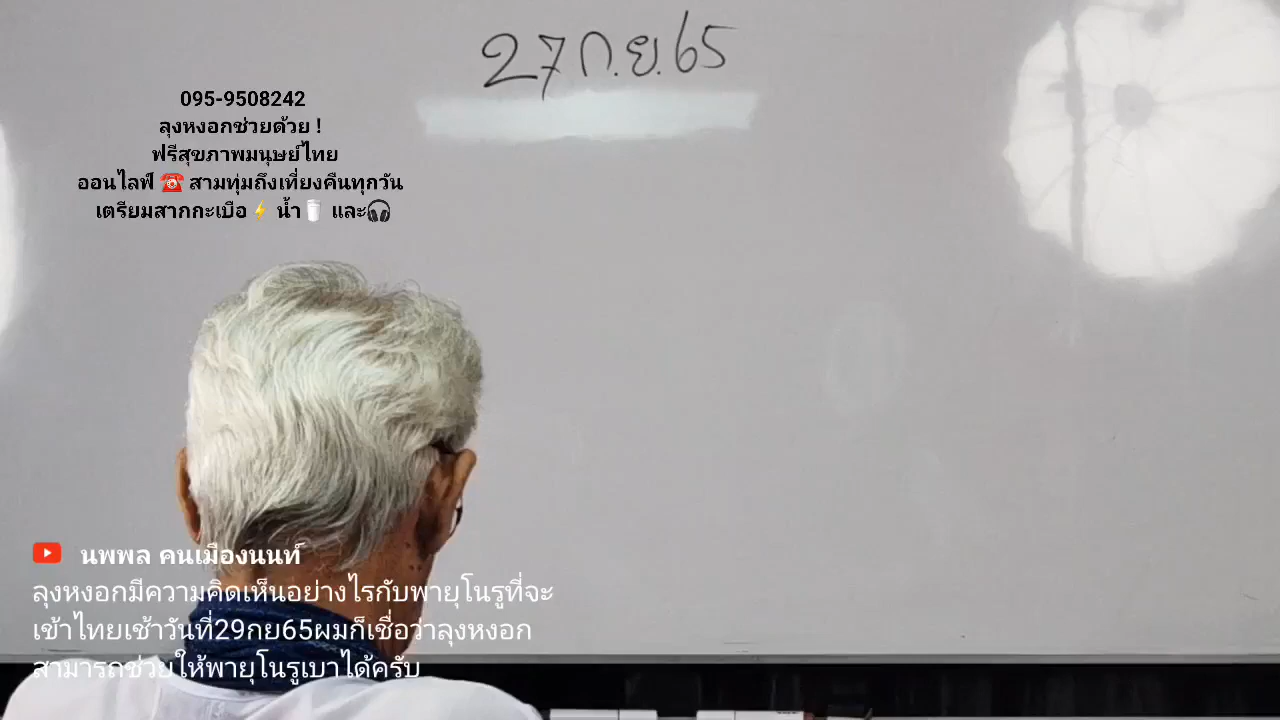 27 ก.ย. 65
095-9508242
ลุงหงอกช่วยด้วย !
ฟรีสุขภาพมนุษย์ไทย
ออนไลฟ์ ☎️ สามทุ่มถึงเที่ยงคืนทุกวัน
เตรียมสากกะเบือ⚡ น้ำ🥛 และ🎧
นพพล คนเมืองนนท์
ลุงหงอกมีความคิดเห็นอย่างไรกับพายุโนรูที่จะ
เข้าไทยเช้าวันที่29กย65ผมก็เชื่อว่าลุงหงอก
สามารถช่วยให้พายุโนรูเบาได้ครับ